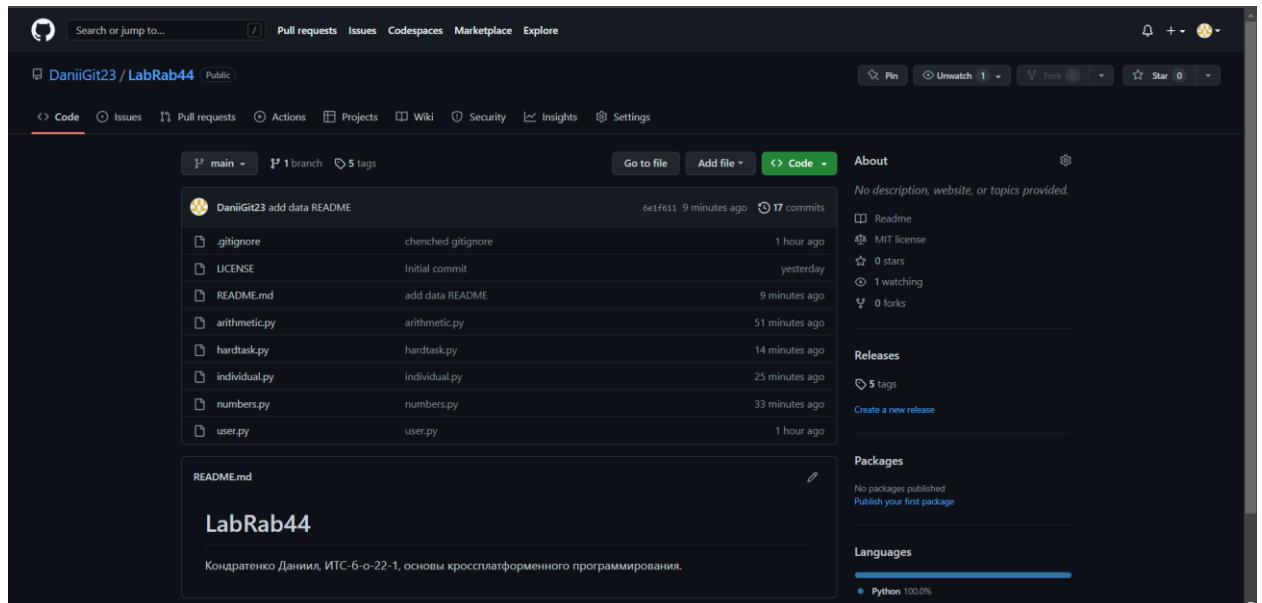 Search or jump to... / Pull requests Issues Codespaces Marketplace Explore
DaniiGit23 / LabRab44 Public Pin Unwatch 1 Fork 0 Star 0
Code Issues Pull requests Actions Projects Wiki Security Insights Settings
main 1 branch 5 tags Go to file Add file Code
DaniiGit23 add data README 6e1f611 9 minutes ago 17 commits
.gitignore chenched gitignore 1 hour ago
LICENSE Initial commit yesterday
README.md add data README 9 minutes ago
arithmetic.py arithmetic.py 51 minutes ago
hardtask.py hardtask.py 14 minutes ago
individual.py individual.py 25 minutes ago
numbers.py numbers.py 33 minutes ago
user.py user.py 1 hour ago
README.md
LabRab44
Кондратенко Даниил, ИТС-б-о-22-1, основы кроссплатформенного программирования.
About
No description, website, or topics provided.
Readme
MIT license
0 stars
1 watching
0 forks
Releases
5 tags
Create a new release
Packages
No packages published
Publish your first package
Languages
Python 100.0%